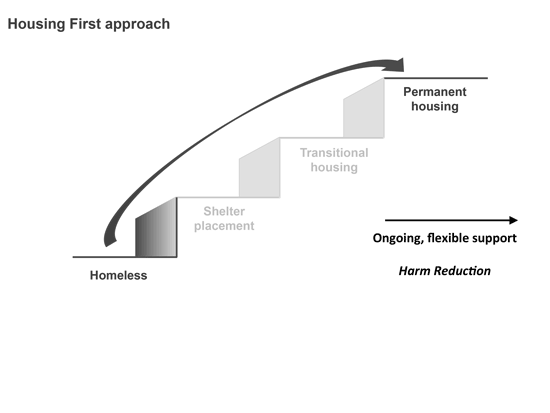 Housing First approach
Permanent
housing
Transitional
housing
Shelter
placement
Ongoing, flexible support
Homeless
Harm Reduction